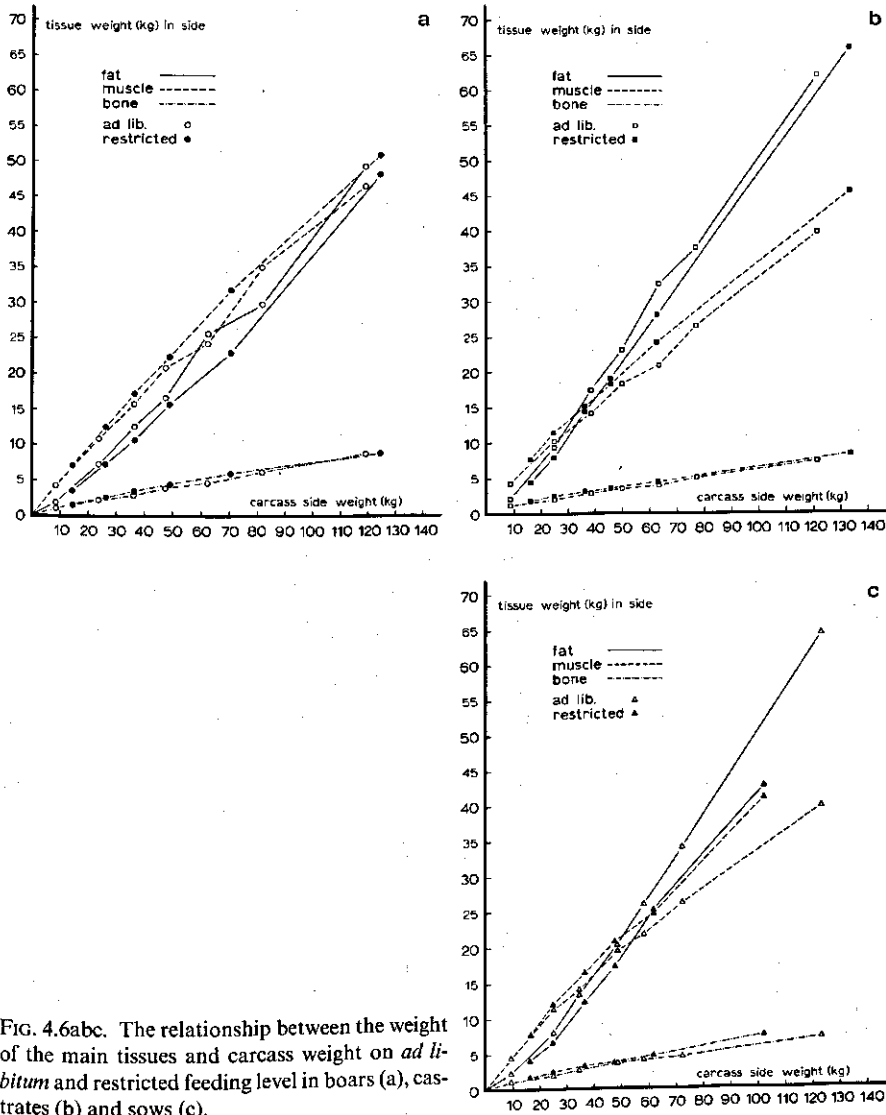 a
tissue weight (kg) in side
70
65
60
55
50
45
40
35
30
25
20
15
10
5
0
fat
muscle
bone
ad lib.
restricted
carcass side weight (kg)
10 20 30 40 50 60 70 80 90 100 110 120 130 140
b
tissue weight (kg) in side
70
65
60
55
50
45
40
35
30
25
20
15
10
5
0
fat
muscle
bone
ad lib.
restricted
carcass side weight (kg)
10 20 30 40 50 60 70 80 90 100 110 120 130 140
c
tissue weight (kg) in side
70
65
60
55
50
45
40
35
30
25
20
15
10
5
0
fat
muscle
bone
ad lib.
restricted
carcass side weight (kg)
10 20 30 40 50 60 70 80 90 100 110 120 130 140
FIG. 4.6abc. The relationship between the weight
of the main tissues and carcass weight on ad li-
bitum and restricted feeding level in boars (a), cas-
trates (b) and sows (c).